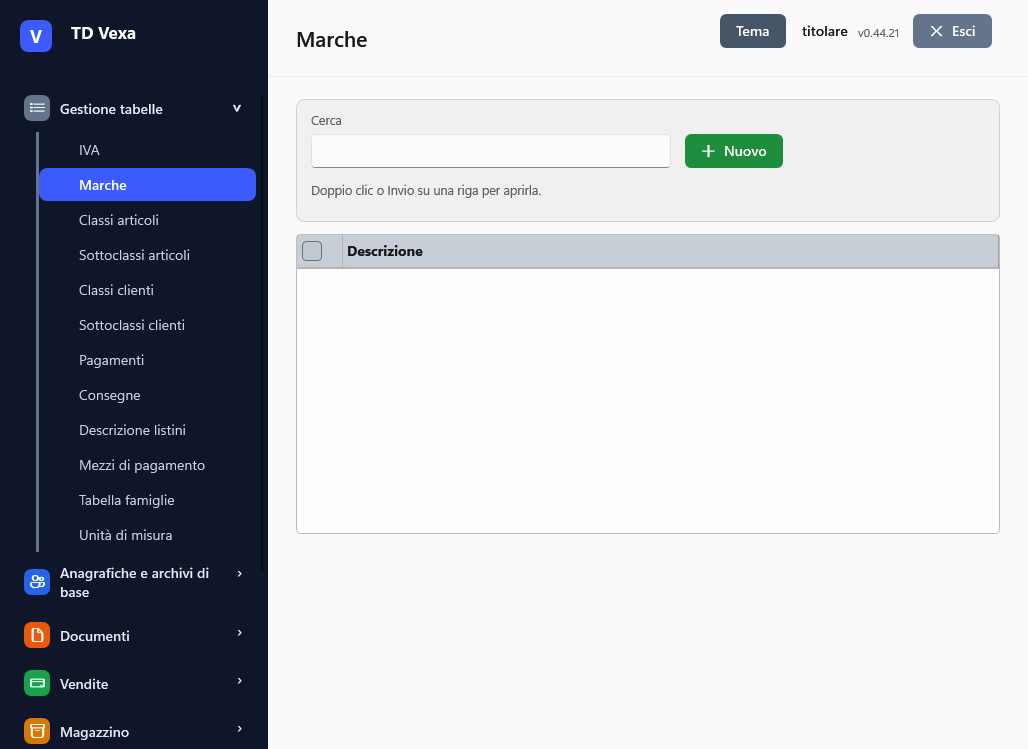 V
TD Vexa
Gestione tabelle
IVA
Marche
Classi articoli
Sottoclassi articoli
Classi clienti
Sottoclassi clienti
Pagamenti
Consegne
Descrizione listini
Mezzi di pagamento
Tabella famiglie
Unità di misura
Anagrafiche e archivi di
base
Documenti
Vendite
Magazzino
Marche
Tema
titolare
v0.44.21
Esci
Cerca
Nuovo
Doppio clic o Invio su una riga per aprirla.
Descrizione